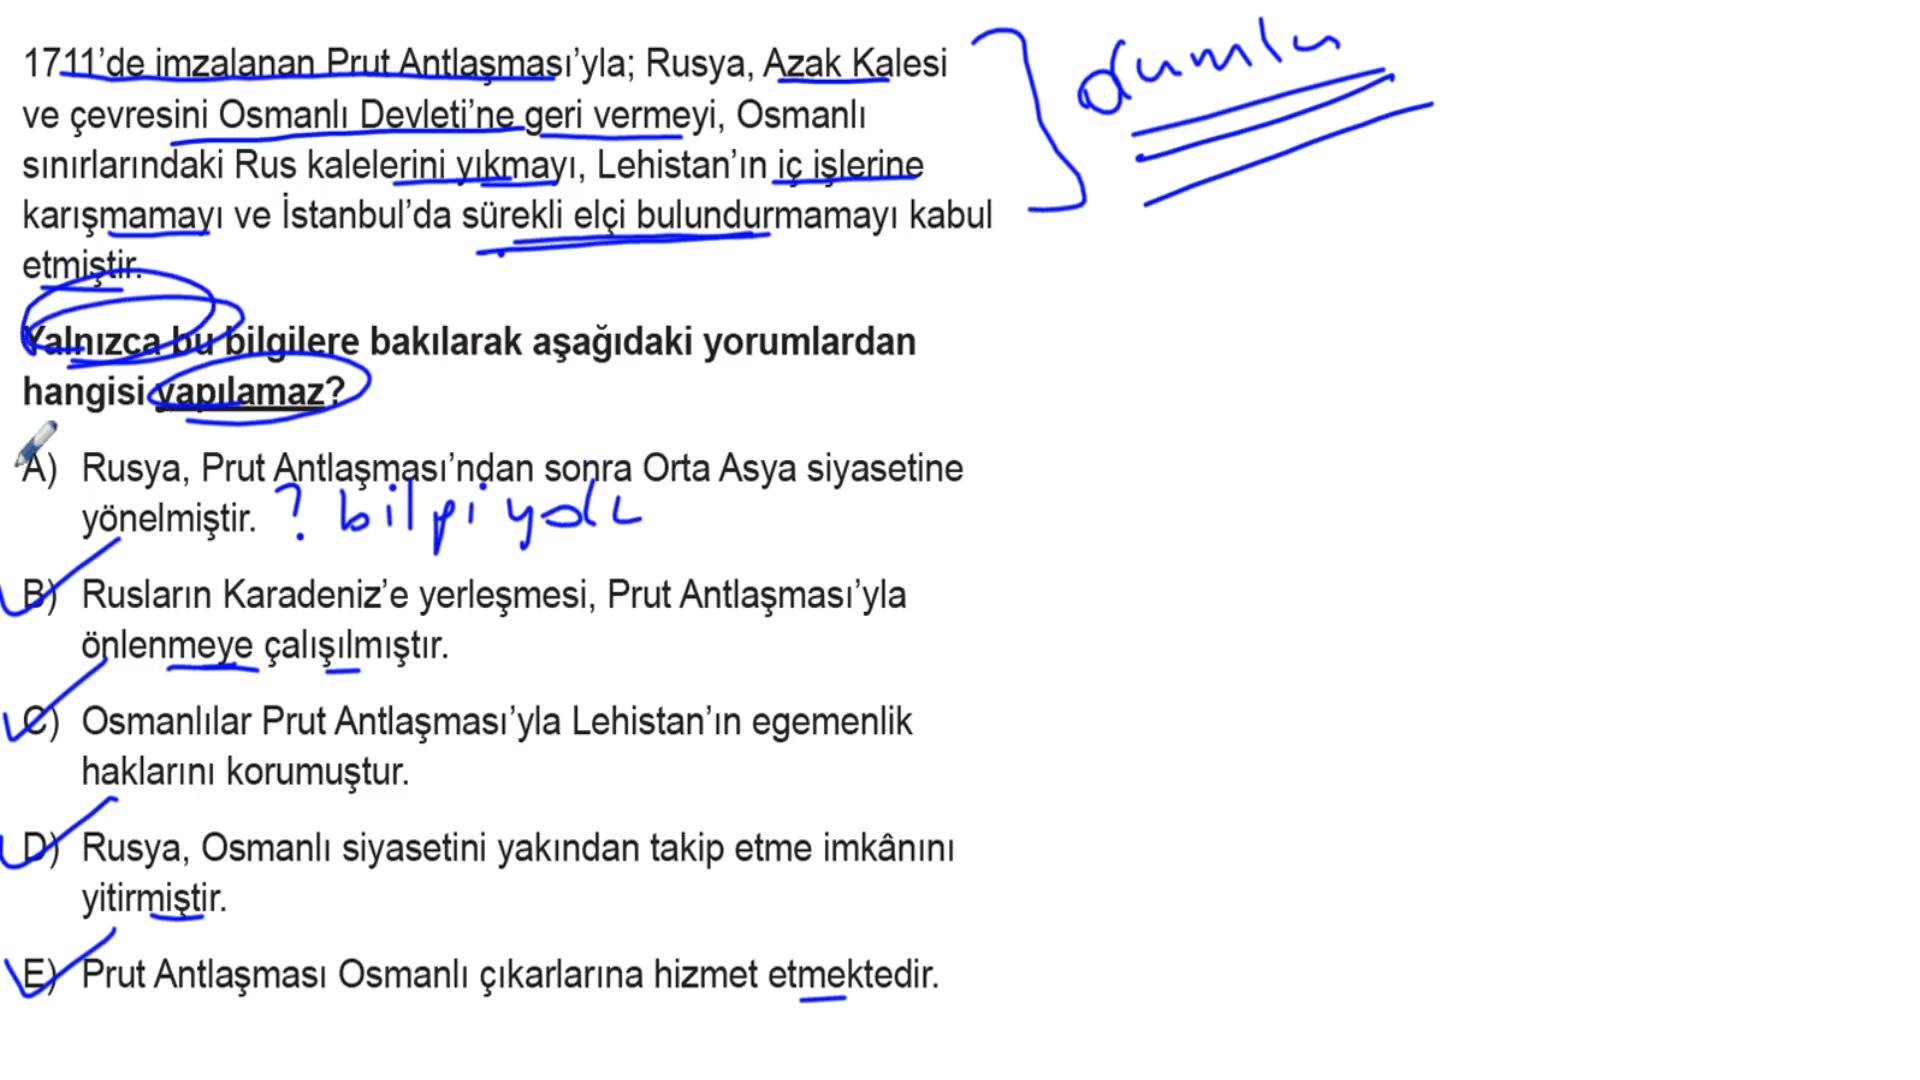 1711’de imzalanan Prut Antlaşması’yla; Rusya, Azak Kalesi
ve çevresini Osmanlı Devleti’ne geri vermeyi, Osmanlı
sınırlarındaki Rus kalelerini yıkmayı, Lehistan’ın iç işlerine
karışmamayı ve İstanbul’da sürekli elçi bulundurmamayı kabul
etmiştir.
Yalnızca bu bilgilere bakılarak aşağıdaki yorumlardan
hangisi yapılamaz?
A) Rusya, Prut Antlaşması’ndan sonra Orta Asya siyasetine
yönelmiştir. ? bilgi yok
B) Rusların Karadeniz’e yerleşmesi, Prut Antlaşması’yla
önlenmeye çalışılmıştır.
C) Osmanlılar Prut Antlaşması’yla Lehistan’ın egemenlik
haklarını korumuştur.
D) Rusya, Osmanlı siyasetini yakından takip etme imkânını
yitirmiştir.
E) Prut Antlaşması Osmanlı çıkarlarına hizmet etmektedir.